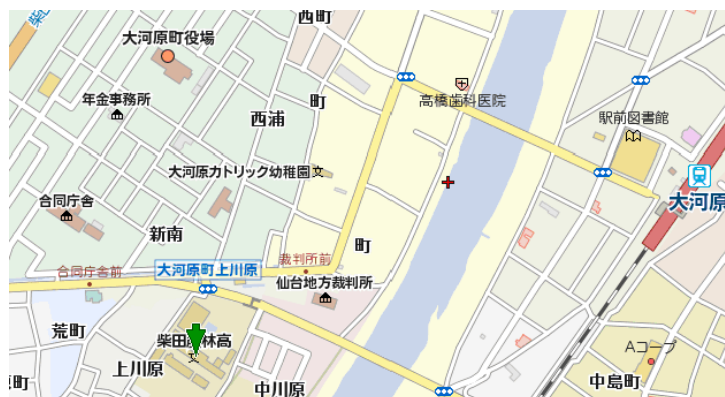 西町
大河原町役場
年金事務所
西浦
町
高橋歯科医院
駅前図書館
大河原カトリック幼稚園
合同庁舎
新南
大河原
町
裁判所前
大河原町上川原
合同庁舎前
仙台地方裁判所
荒町
上川原
中川原
Aコープ
中島町
町